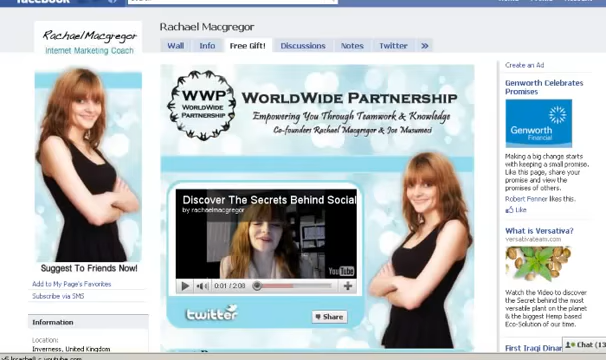 facebook
Rachael Macgregor
Internet Marketing Coach
Suggest To Friends Now!
Add to My Page's Favorites
Subscribe via SMS
Information
Location:
Inverness, United Kingdom
Rachael Macgregor
Wall Info Free Gift! Discussions Notes Twitter »
WWP
WORLDWIDE
PARTNERSHIP
WORLDWIDE PARTNERSHIP
Empowering You Through Teamwork & Knowledge
Co-founders Rachael Macgregor & Joe Musumeci
Discover The Secrets Behind Social
by rachaelmacgregor
YouTube
0:01 / 2:08
twitter
Share
Create an Ad
Genworth Celebrates
Promises
Genworth
Financial
Making a big change starts
with keeping a small promise.
Like this page, share your
promise and view the
promises of others.
Robert Fenner likes this.
Like
What is Versativa?
versativateam.com
Watch the Video to discover
the Secret behind the most
versatile plant on the planet
& the biggest Hemp based
Eco-Solution of our time.
First Iraqi Dinar
Chat (13